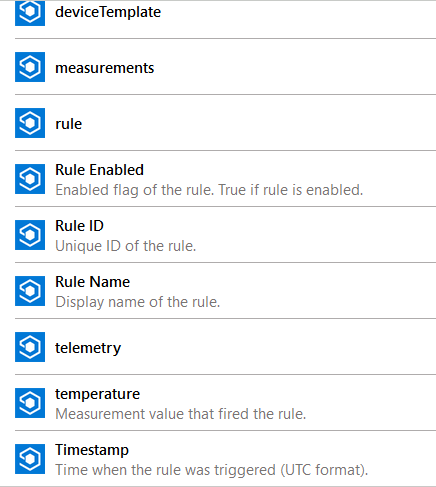 deviceTemplate
measurements
rule
Rule Enabled
Enabled flag of the rule. True if rule is enabled.
Rule ID
Unique ID of the rule.
Rule Name
Display name of the rule.
telemetry
temperature
Measurement value that fired the rule.
Timestamp
Time when the rule was triggered (UTC format).